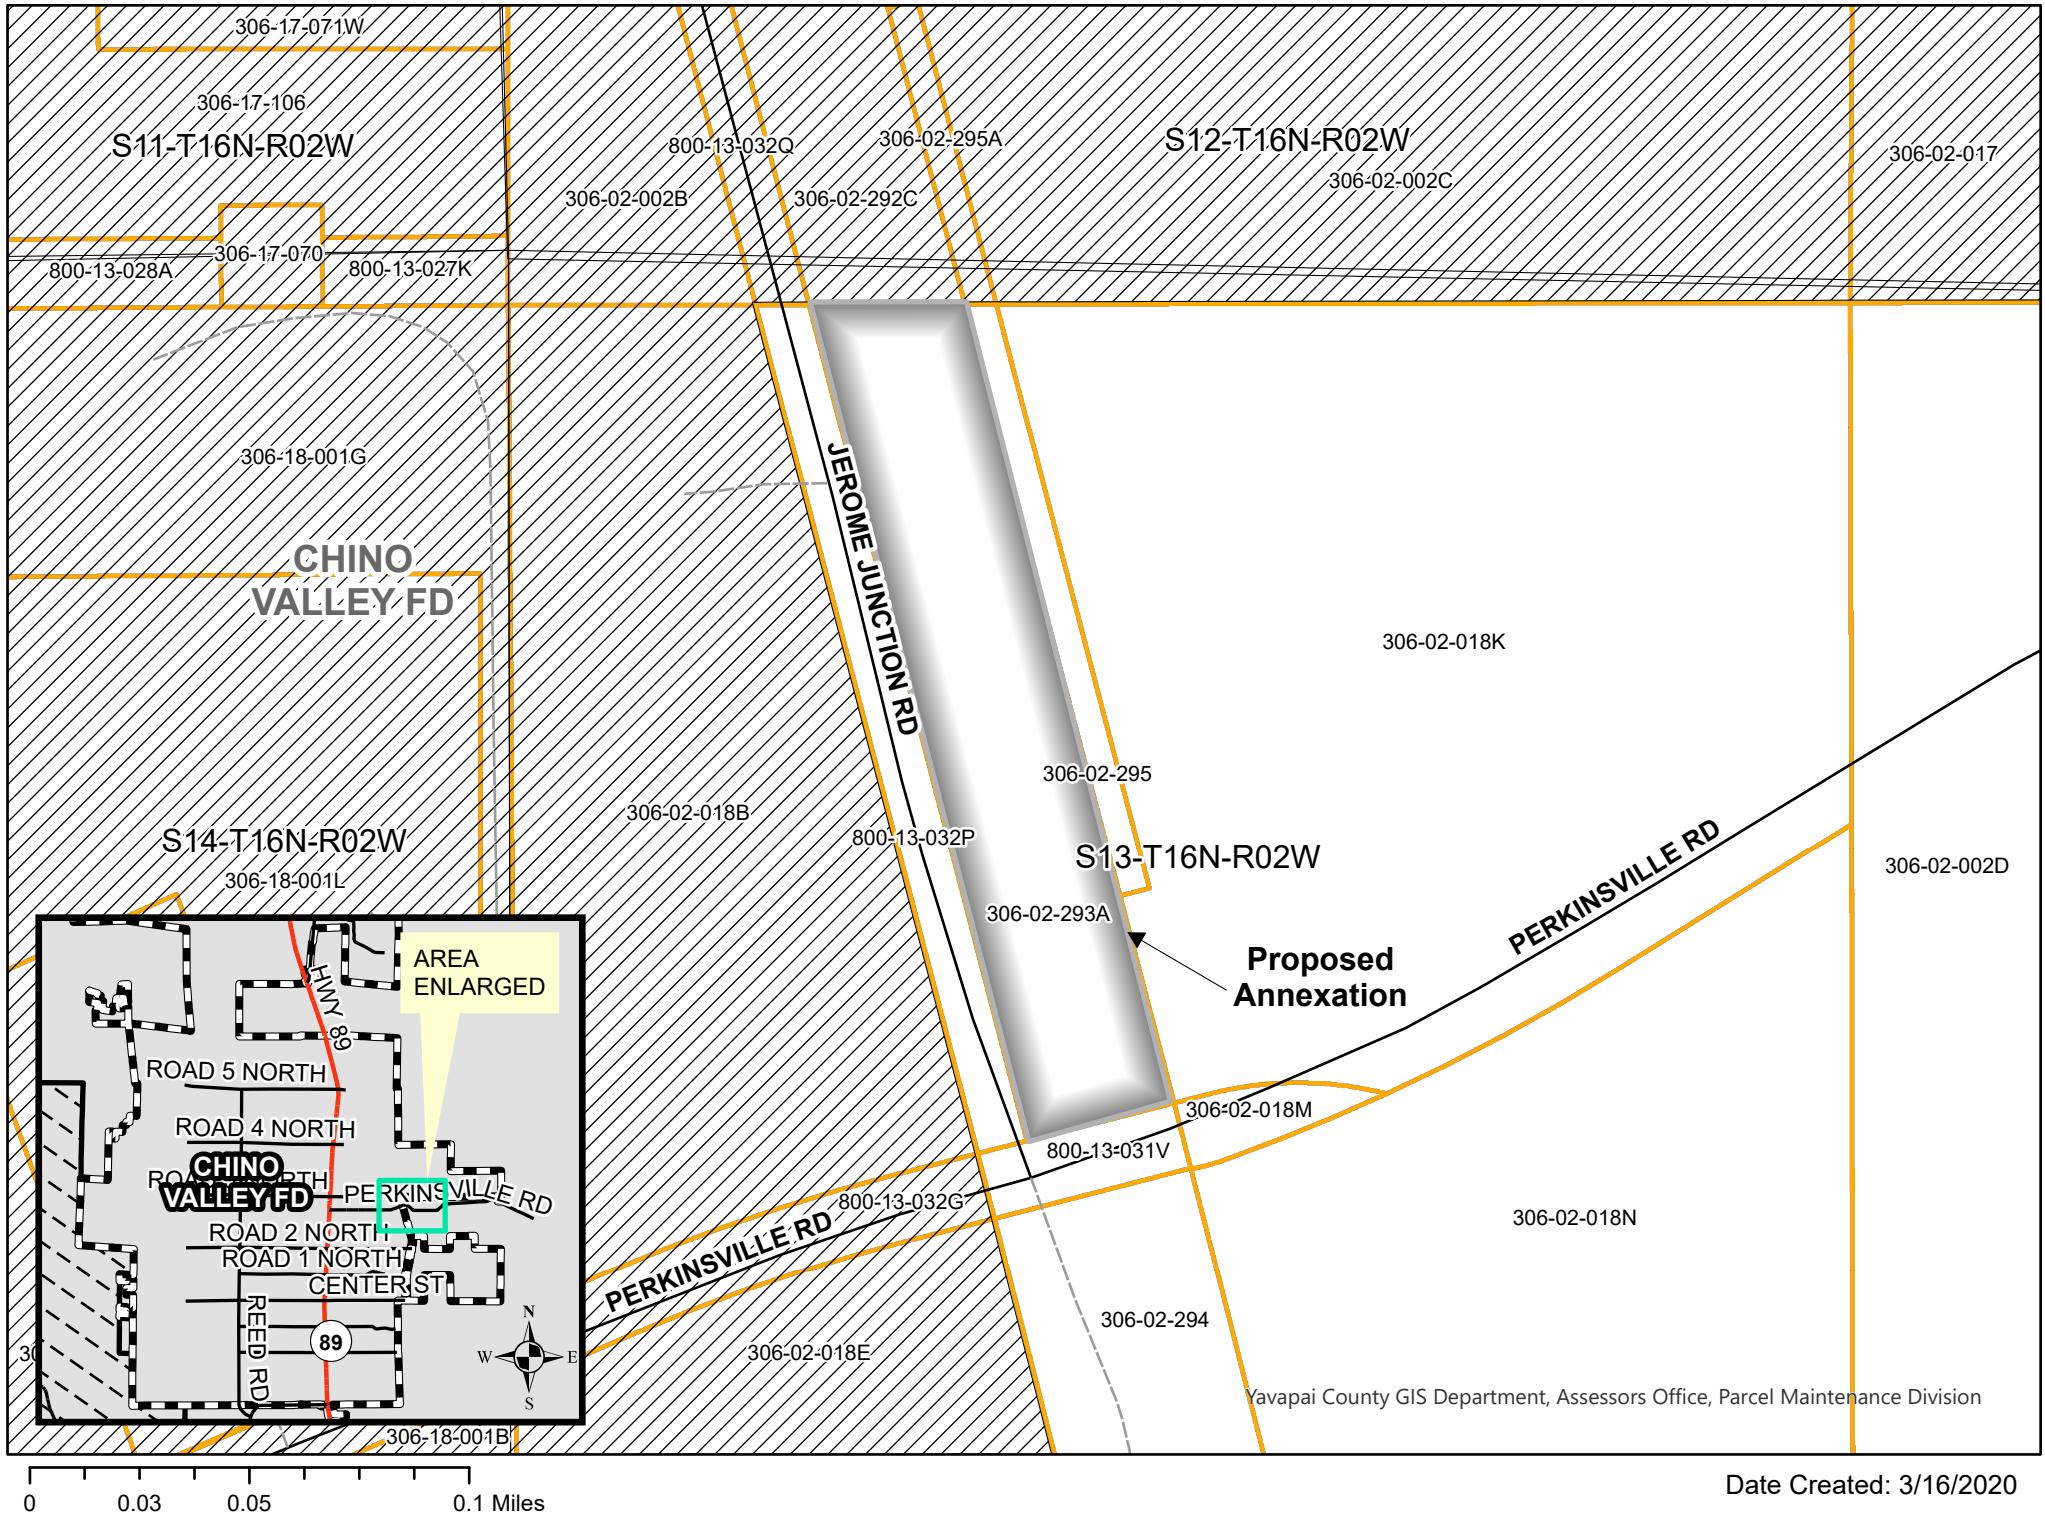 306-17-071W
306-17-106
S11-T16N-R02W
800-13-032Q
306-02-295A
S12-T16N-R02W
306-02-017
306-02-002C
306-02-002B
306-02-292C
306-17-070
800-13-028A
800-13-027K
306-18-001G
JEROME JUNCTION RD
CHINO
VALLEY FD
306-02-018K
306-02-295
306-02-018B
800-13-032P
S14-T16N-R02W
S13-T16N-R02W
PERKINSVILLE RD
306-02-002D
306-18-001L
306-02-293A
Proposed
Annexation
AREA
ENLARGED
HWY 89
ROAD 5 NORTH
ROAD 4 NORTH
CHINO
VALLEY FD
PERKINSVILLE RD
ROAD 2 NORTH
ROAD 1 NORTH
CENTER ST
REED RD
89
N
W
E
S
306-02-018M
800-13-031V
800-13-032G
PERKINSVILLE RD
306-02-018N
306-02-294
306-02-018E
Yavapai County GIS Department, Assessors Office, Parcel Maintenance Division
306-18-001B
0 0.03 0.05 0.1 Miles
Date Created: 3/16/2020